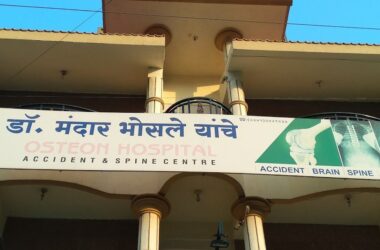 डॉ. मंदार भोसले यांचे
OSTEON HOSPITAL
ACCIDENT & SPINE CENTRE
ACCIDENT BRAIN SPINE